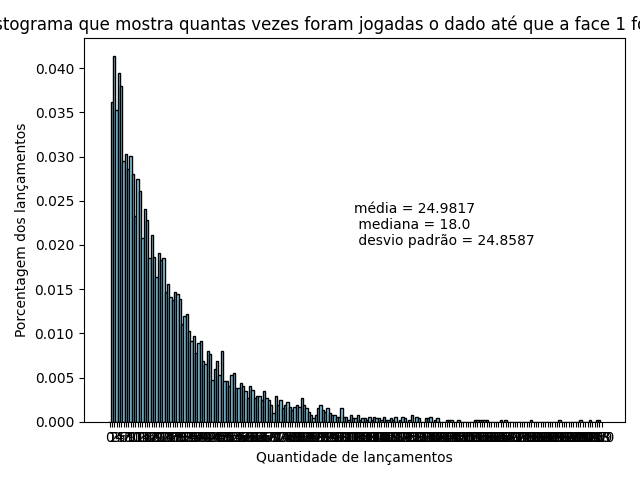 stograma que mostra quantas vezes foram jogadas o dado até que a face 1 fo
0.040
0.035
0.030
0.025
0.020
0.015
0.010
0.005
0.000
Porcentagem dos lançamentos
média = 24.9817
mediana = 18.0
desvio padrão = 24.8587
Quantidade de lançamentos